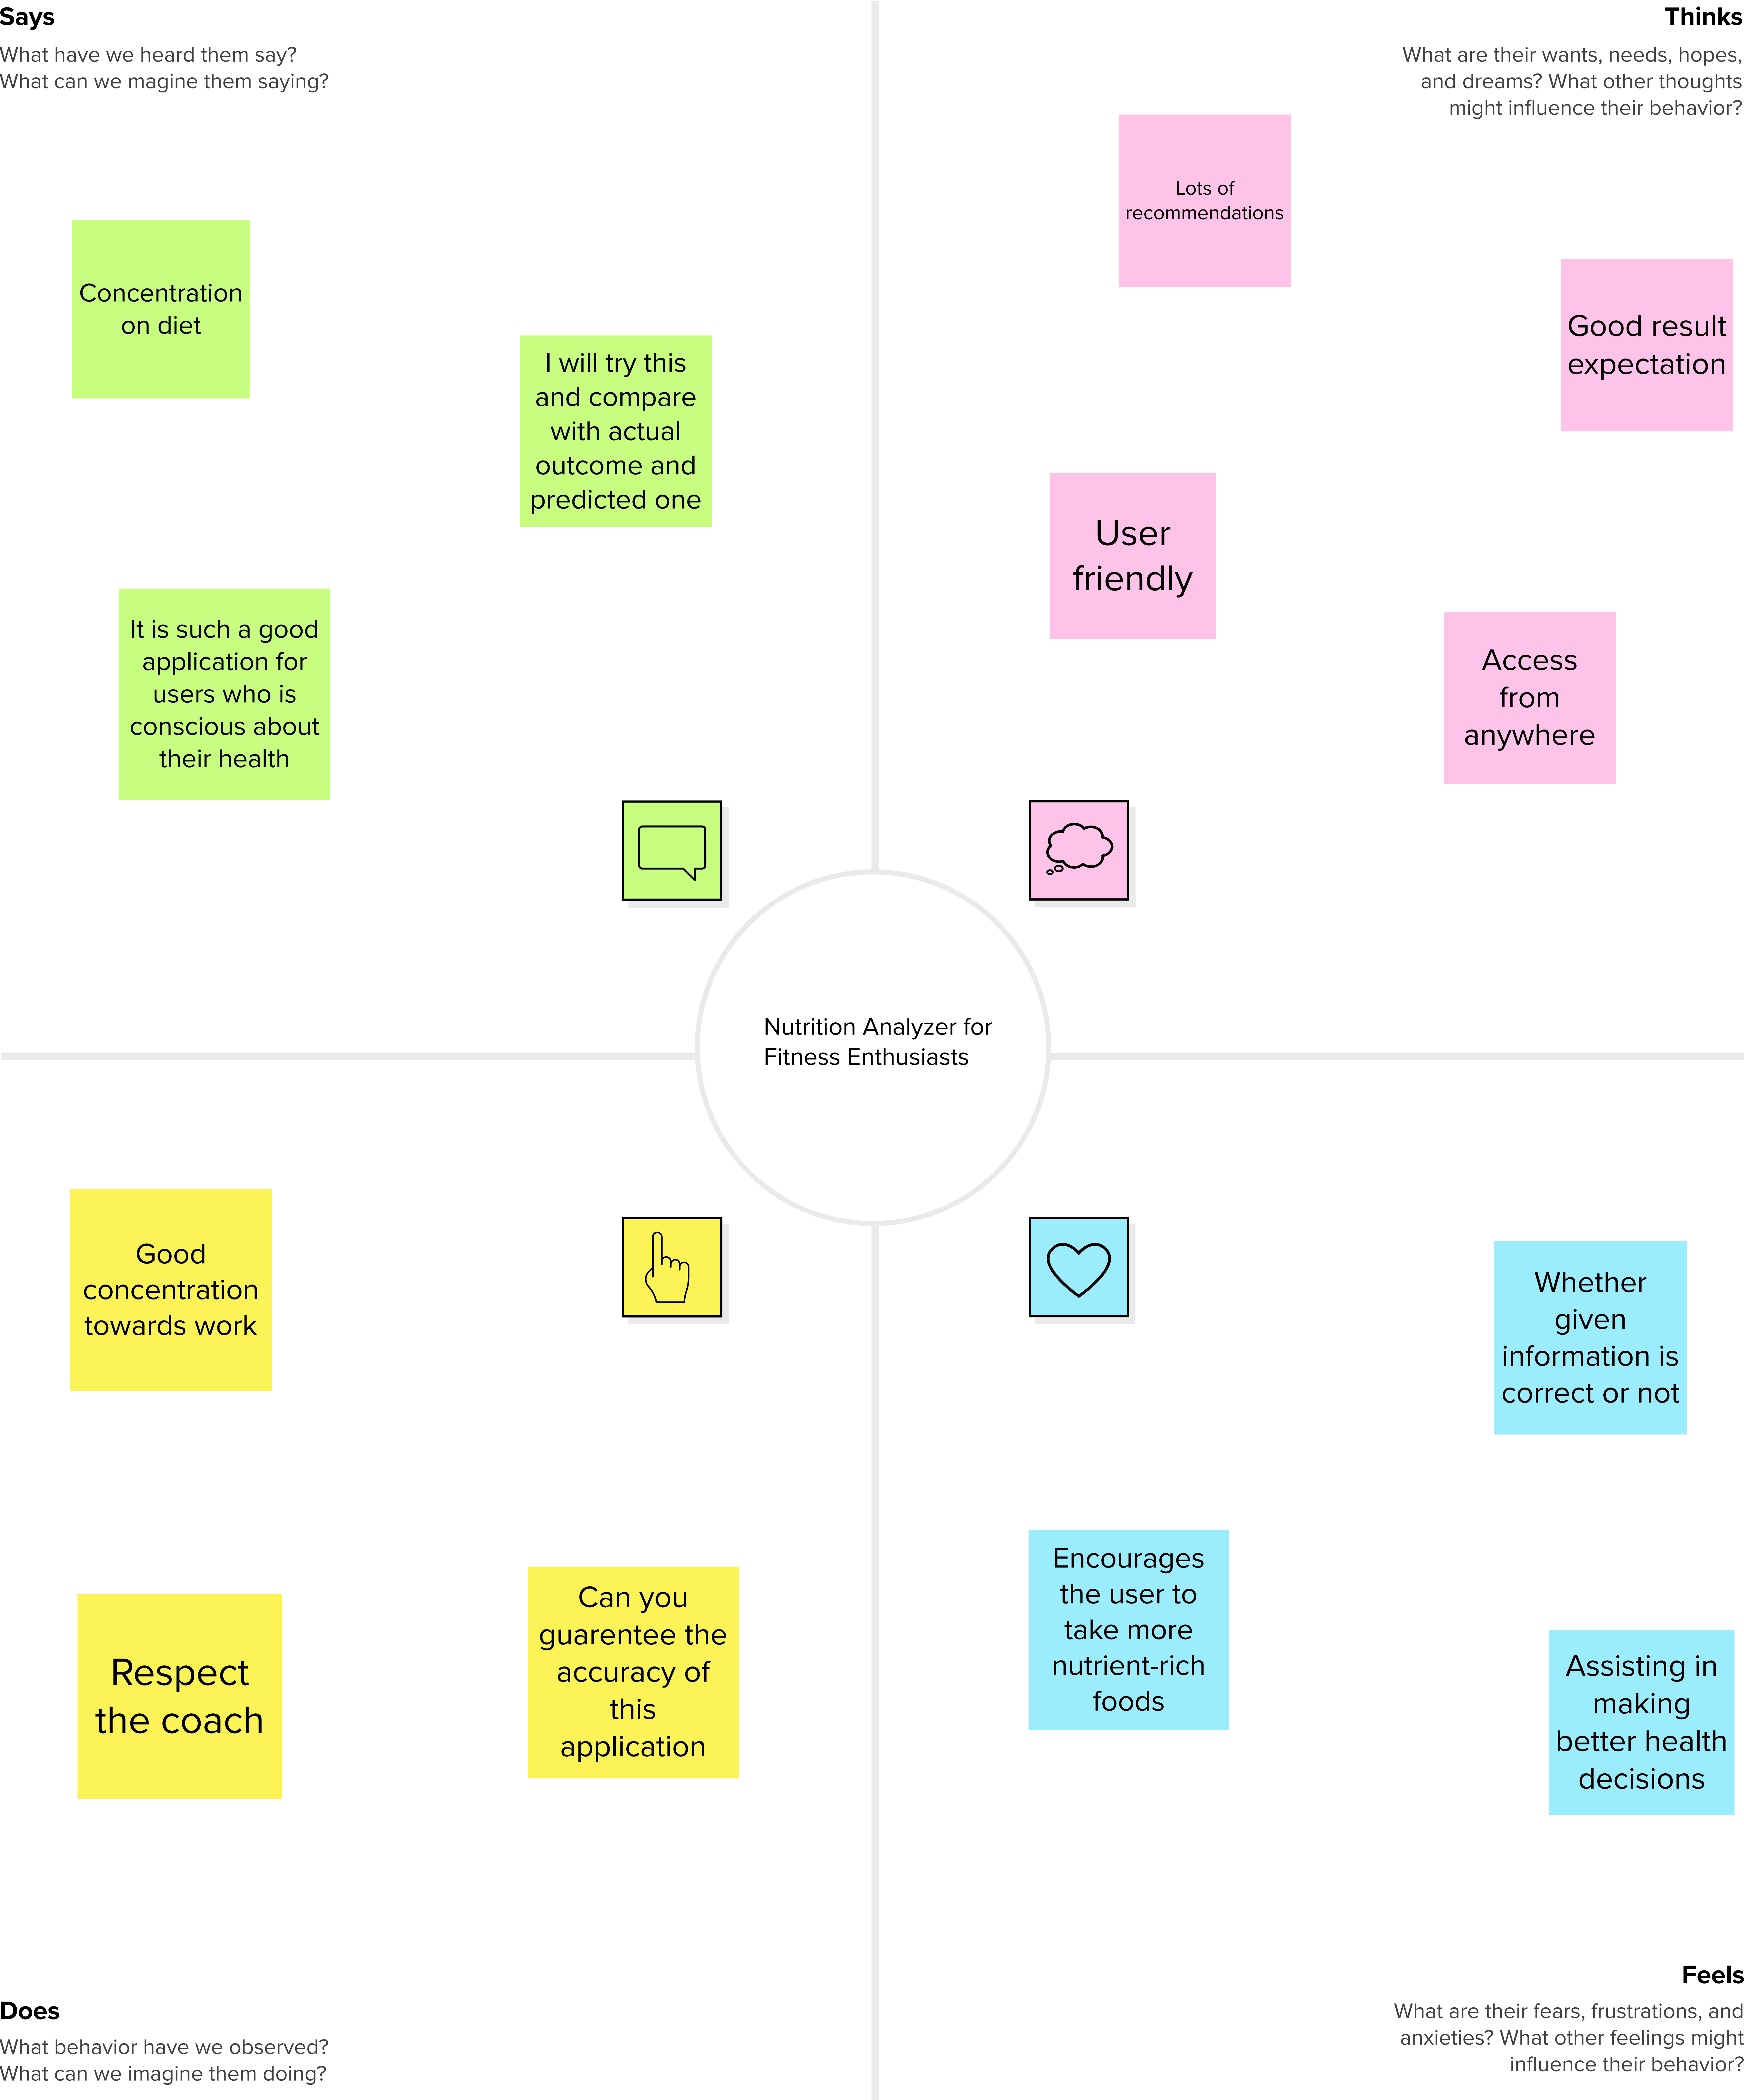 Says
What have we heard them say?
What can we magine them saying?
Thinks
What are their wants, needs, hopes,
and dreams? What other thoughts
might influence their behavior?
Concentration
on diet
I will try this
and compare
with actual
outcome and
predicted one
It is such a good
application for
users who is
conscious about
their health
Lots of
recommendations
Good result
expectation
User
friendly
Access
from
anywhere
Nutrition Analyzer for
Fitness Enthusiasts
Good
concentration
towards work
Respect
the coach
Can you
guarentee the
accuracy of
this
application
Whether
given
information is
correct or not
Encourages
the user to
take more
nutrient-rich
foods
Assisting in
making
better health
decisions
Does
What behavior have we observed?
What can we imagine them doing?
Feels
What are their fears, frustrations, and
anxieties? What other feelings might
influence their behavior?